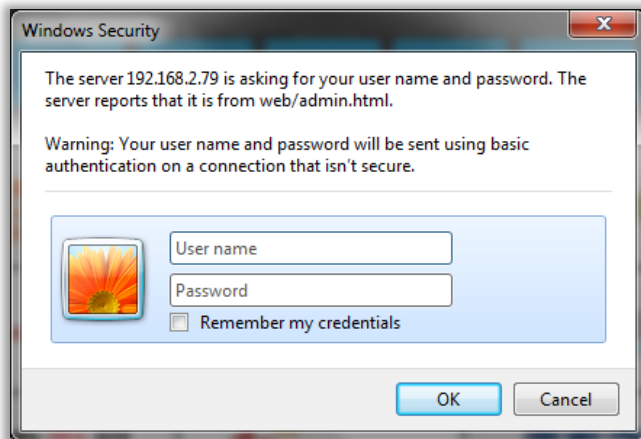 Windows Security
The server 192.168.2.79 is asking for your user name and password. The
server reports that it is from web/admin.html.
Warning: Your user name and password will be sent using basic
authentication on a connection that isn't secure.
User name
Password
Remember my credentials
OK Cancel